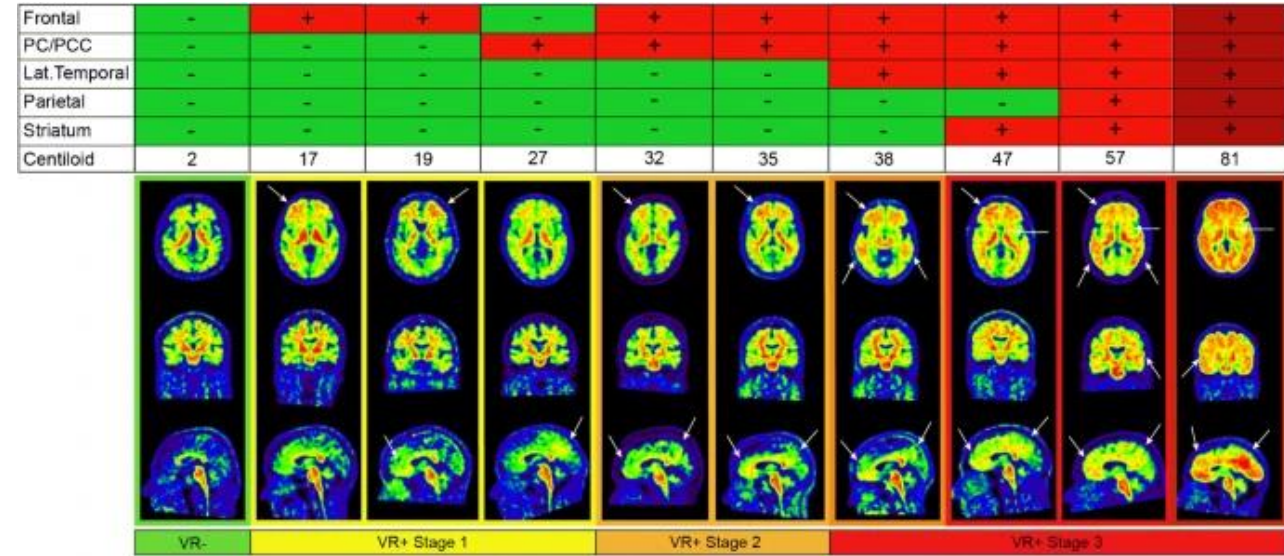 Frontal - + + - + + + + + +
PC/PCC - - - + + + + + + +
Lat.Temporal - - - - - - + + + +
Parietal - - - - - - - - + +
Striatum - - - - - - - + + +
Centiloid 2 17 19 27 32 35 38 47 57 81
VR- VR+ Stage 1 VR+ Stage 2 VR+ Stage 3